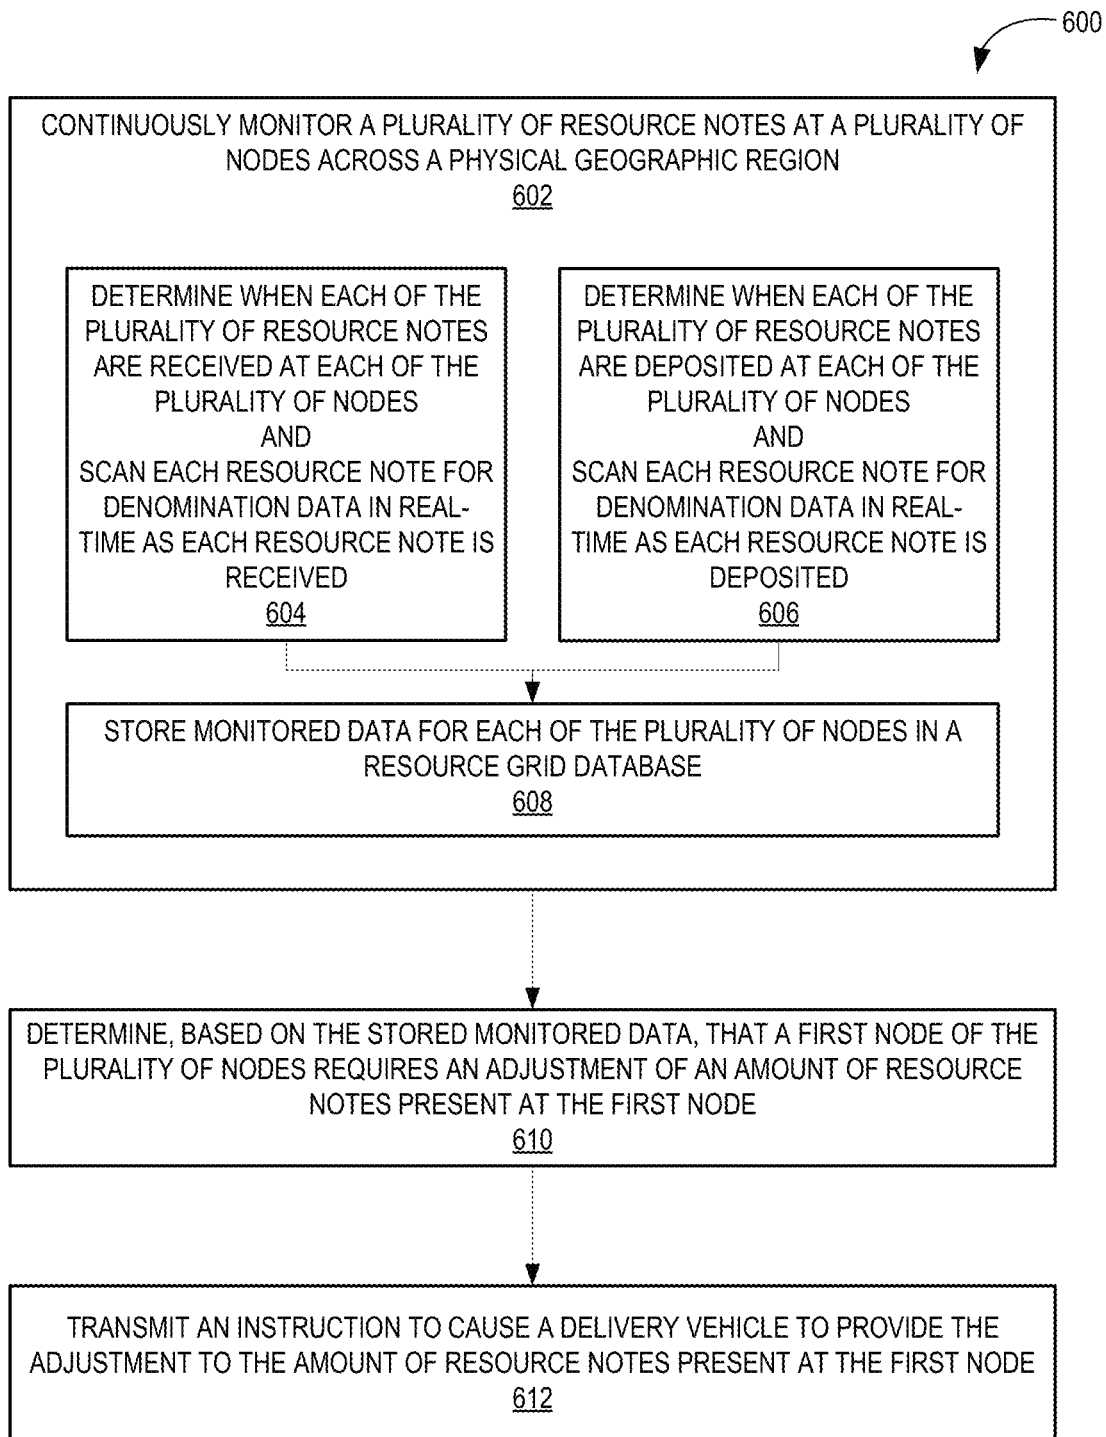 600
CONTINUOUSLY MONITOR A PLURALITY OF RESOURCE NOTES AT A PLURALITY OF
NODES ACROSS A PHYSICAL GEOGRAPHIC REGION
602
DETERMINE WHEN EACH OF THE
PLURALITY OF RESOURCE NOTES
ARE RECEIVED AT EACH OF THE
PLURALITY OF NODES
AND
SCAN EACH RESOURCE NOTE FOR
DENOMINATION DATA IN REAL-
TIME AS EACH RESOURCE NOTE IS
RECEIVED
604
DETERMINE WHEN EACH OF THE
PLURALITY OF RESOURCE NOTES
ARE DEPOSITED AT EACH OF THE
PLURALITY OF NODES
AND
SCAN EACH RESOURCE NOTE FOR
DENOMINATION DATA IN REAL-
TIME AS EACH RESOURCE NOTE IS
DEPOSITED
606
STORE MONITORED DATA FOR EACH OF THE PLURALITY OF NODES IN A
RESOURCE GRID DATABASE
608
DETERMINE, BASED ON THE STORED MONITORED DATA, THAT A FIRST NODE OF THE
PLURALITY OF NODES REQUIRES AN ADJUSTMENT OF AN AMOUNT OF RESOURCE
NOTES PRESENT AT THE FIRST NODE
610
TRANSMIT AN INSTRUCTION TO CAUSE A DELIVERY VEHICLE TO PROVIDE THE
ADJUSTMENT TO THE AMOUNT OF RESOURCE NOTES PRESENT AT THE FIRST NODE
612